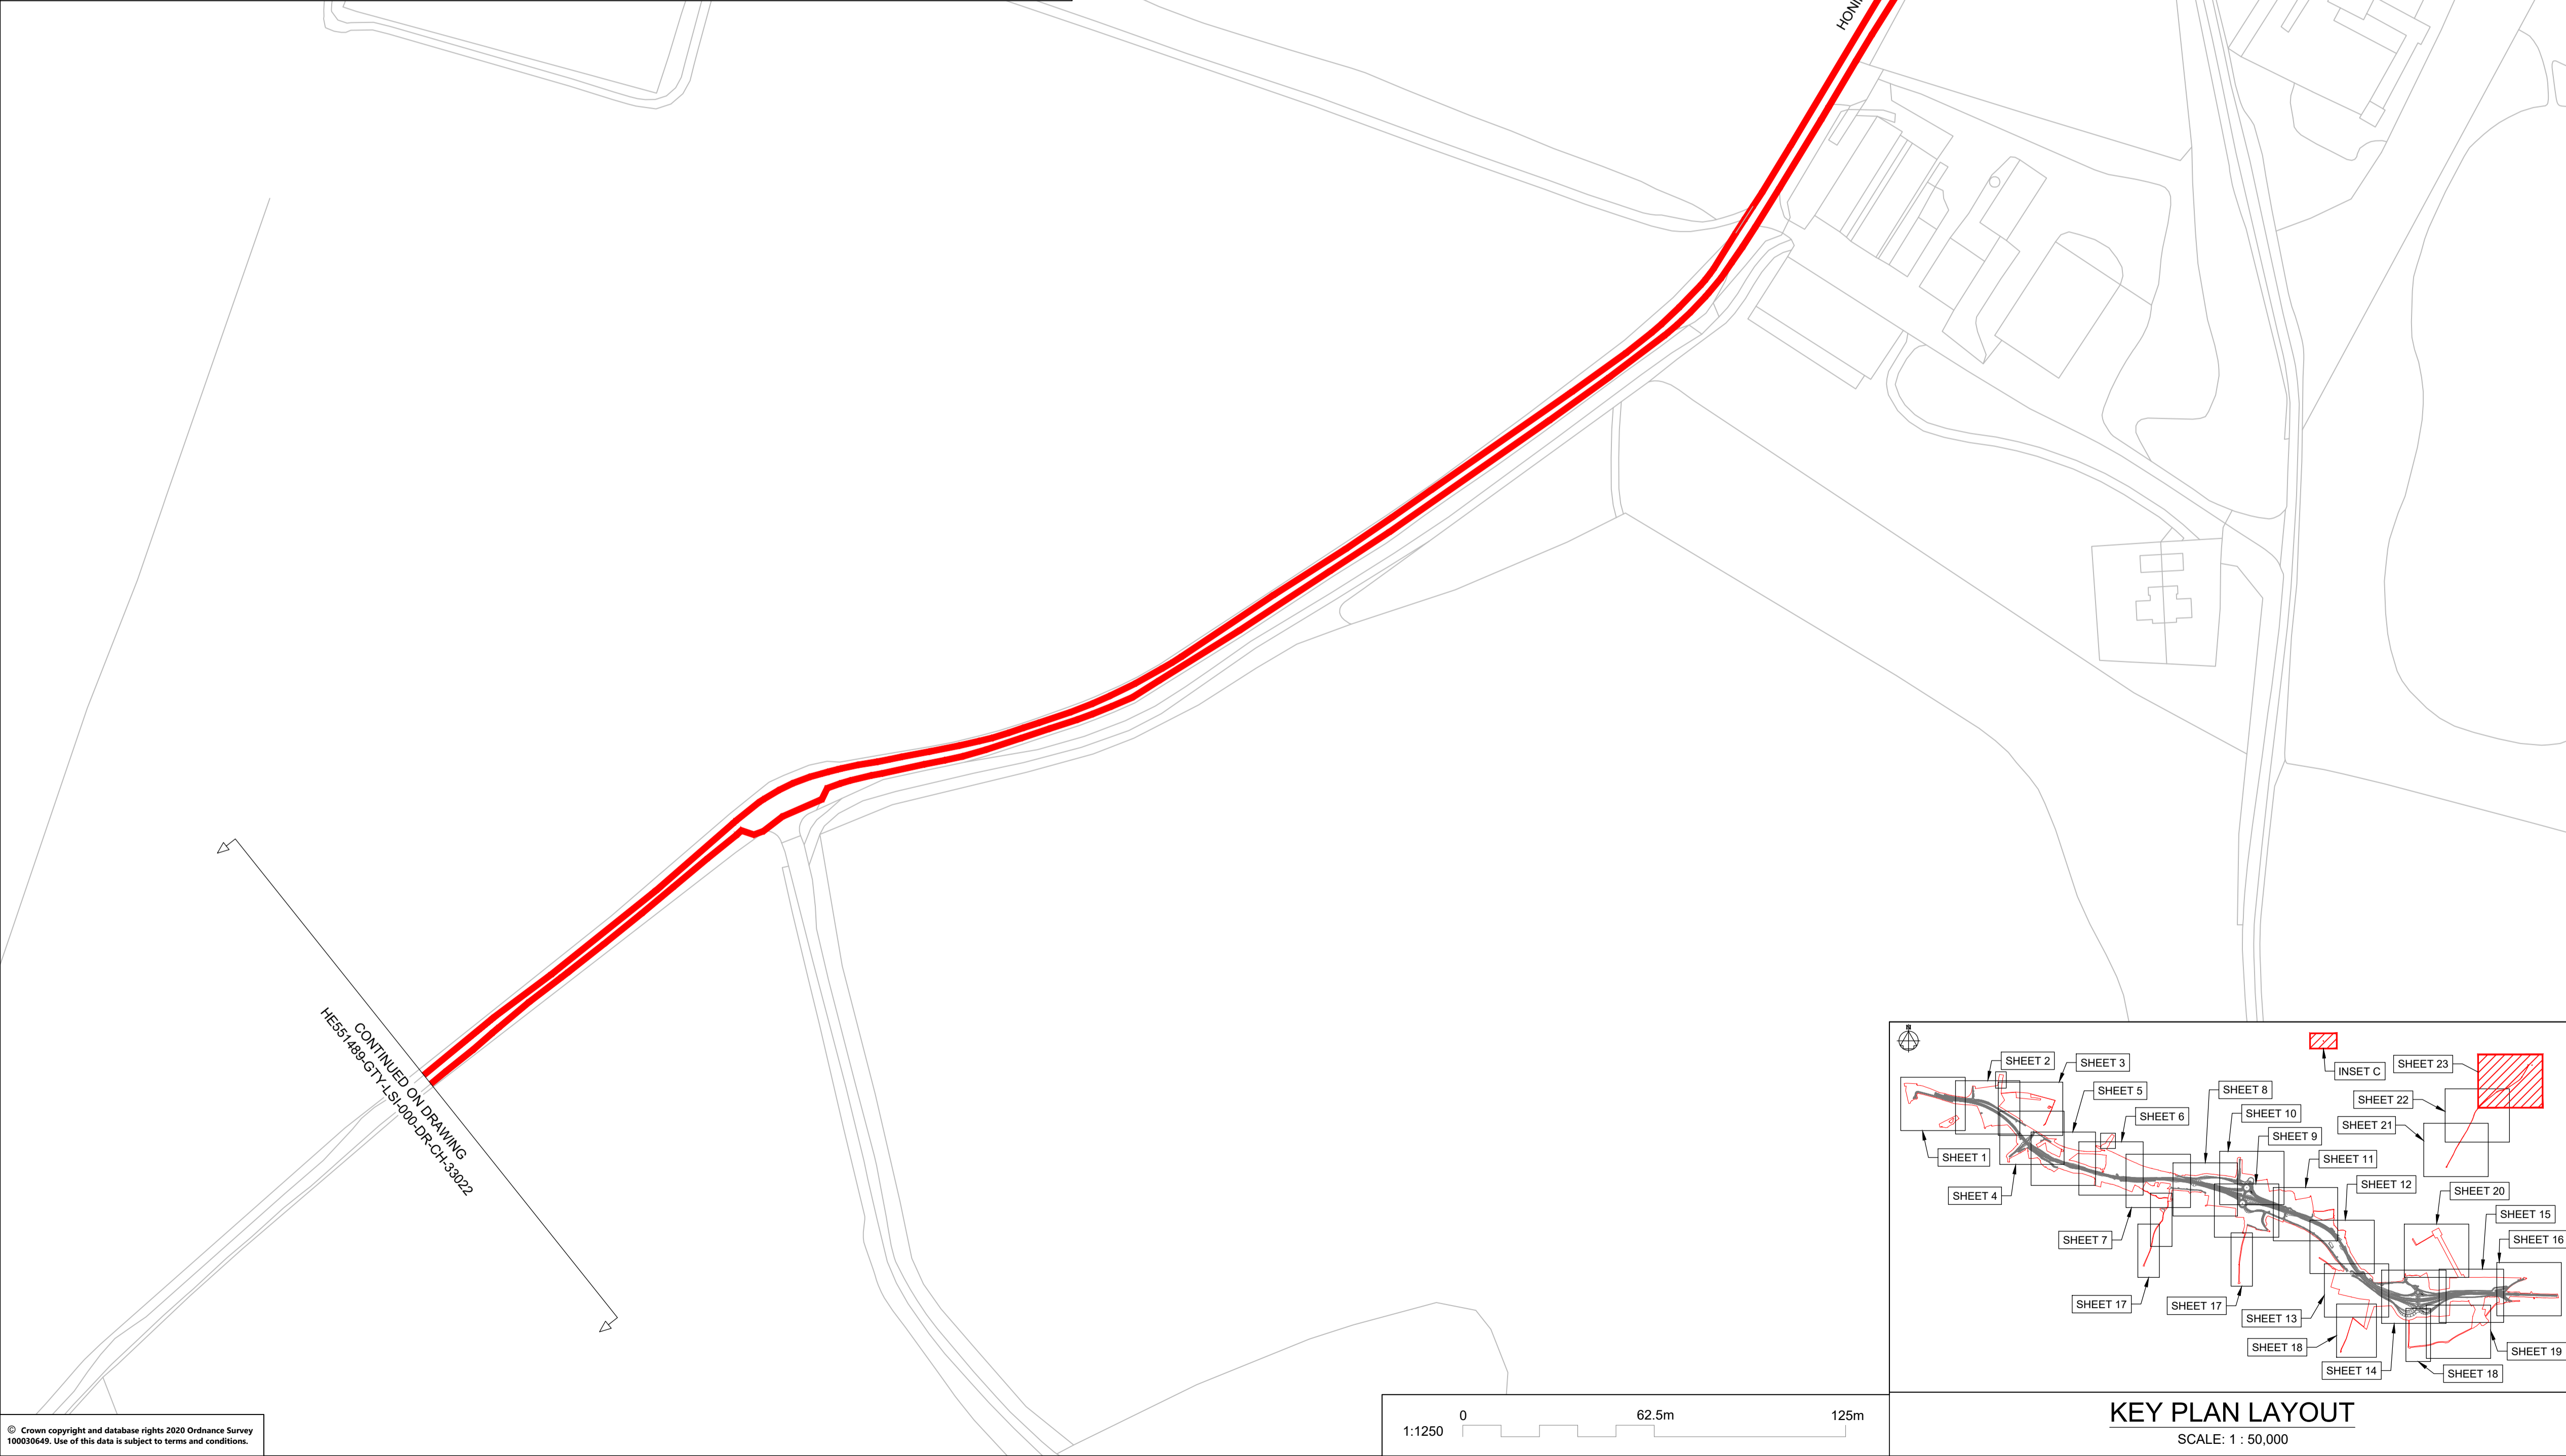 HONI
CONTINUED ON DRAWING
HE551489-GTY-LSI-000-DR-CH-33022
© Crown copyright and database rights 2020 Ordnance Survey
100030649. Use of this data is subject to terms and conditions.
1:1250
0
62.5m
125m
N
SHEET 2
SHEET 3
INSET C
SHEET 23
SHEET 5
SHEET 8
SHEET 22
SHEET 6
SHEET 10
SHEET 21
SHEET 9
SHEET 1
SHEET 11
SHEET 4
SHEET 12
SHEET 20
SHEET 15
SHEET 7
SHEET 16
SHEET 17
SHEET 17
SHEET 13
SHEET 18
SHEET 19
SHEET 14
SHEET 18
KEY PLAN LAYOUT
SCALE: 1 : 50,000